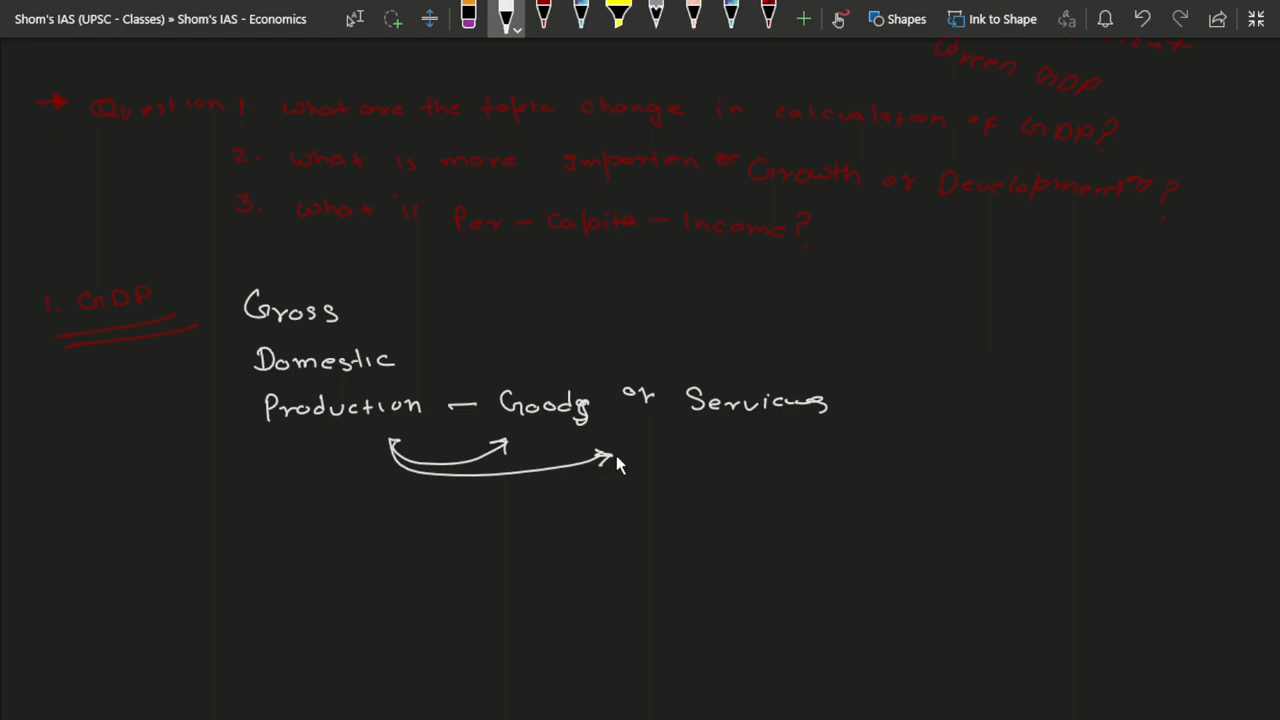 Shom's IAS (UPSC - Classes) » Shom's IAS - Economics
Shapes
Ink to Shape
Green GDP
Question 1. What are the change in calculation of GDP?
2. What is more Growth or Development?
3. What is Per - Capita - Income?
1. GDP
Gross
Domestic
Production - Goods or Services